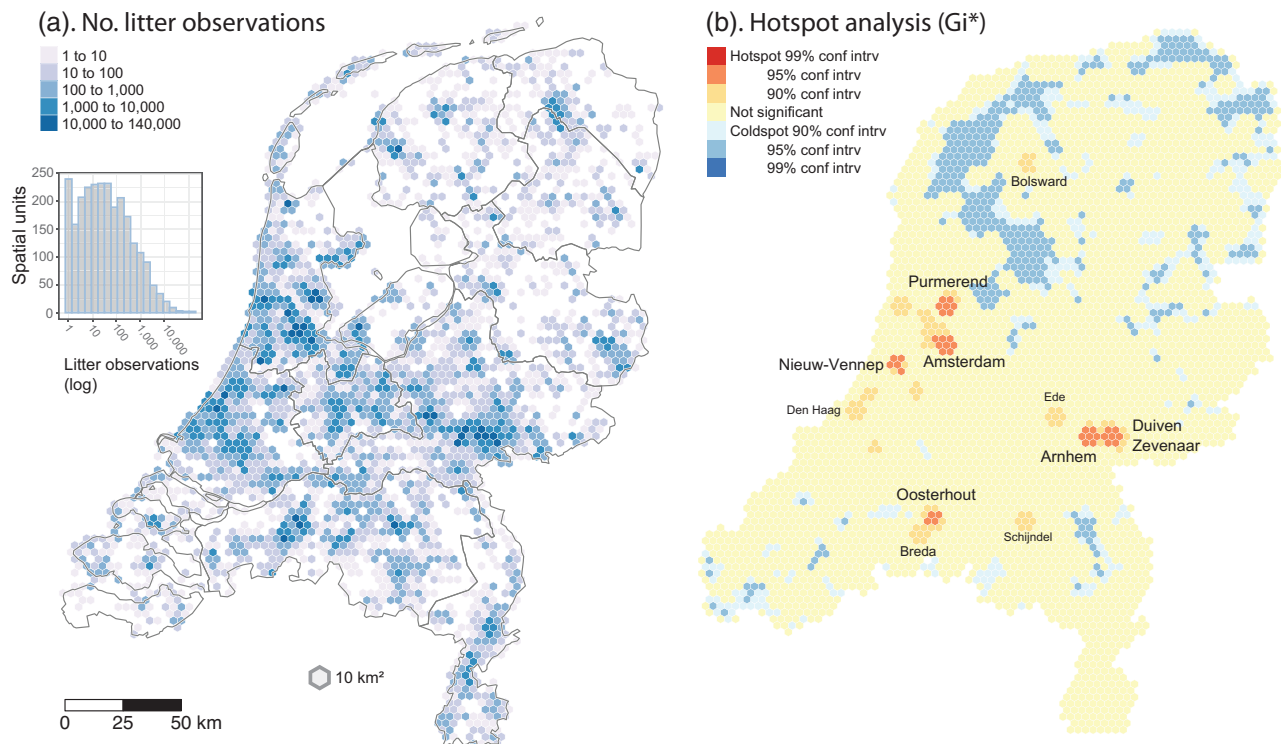 (a). No. litter observations
1 to 10
10 to 100
100 to 1,000
1,000 to 10,000
10,000 to 140,000
250
200
150
100
50
0
Spatial units
1
10
100
1,000
10,000
Litter observations
(log)
10 km²
0 25 50 km
(b). Hotspot analysis (Gi*)
Hotspot 99% conf intrv
95% conf intrv
90% conf intrv
Not significant
Coldspot 90% conf intrv
95% conf intrv
99% conf intrv
Bolsward
Purmerend
Amsterdam
Nieuw-Vennep
Den Haag
Ede
Duiven
Zevenaar
Arnhem
Oosterhout
Breda
Schijndel